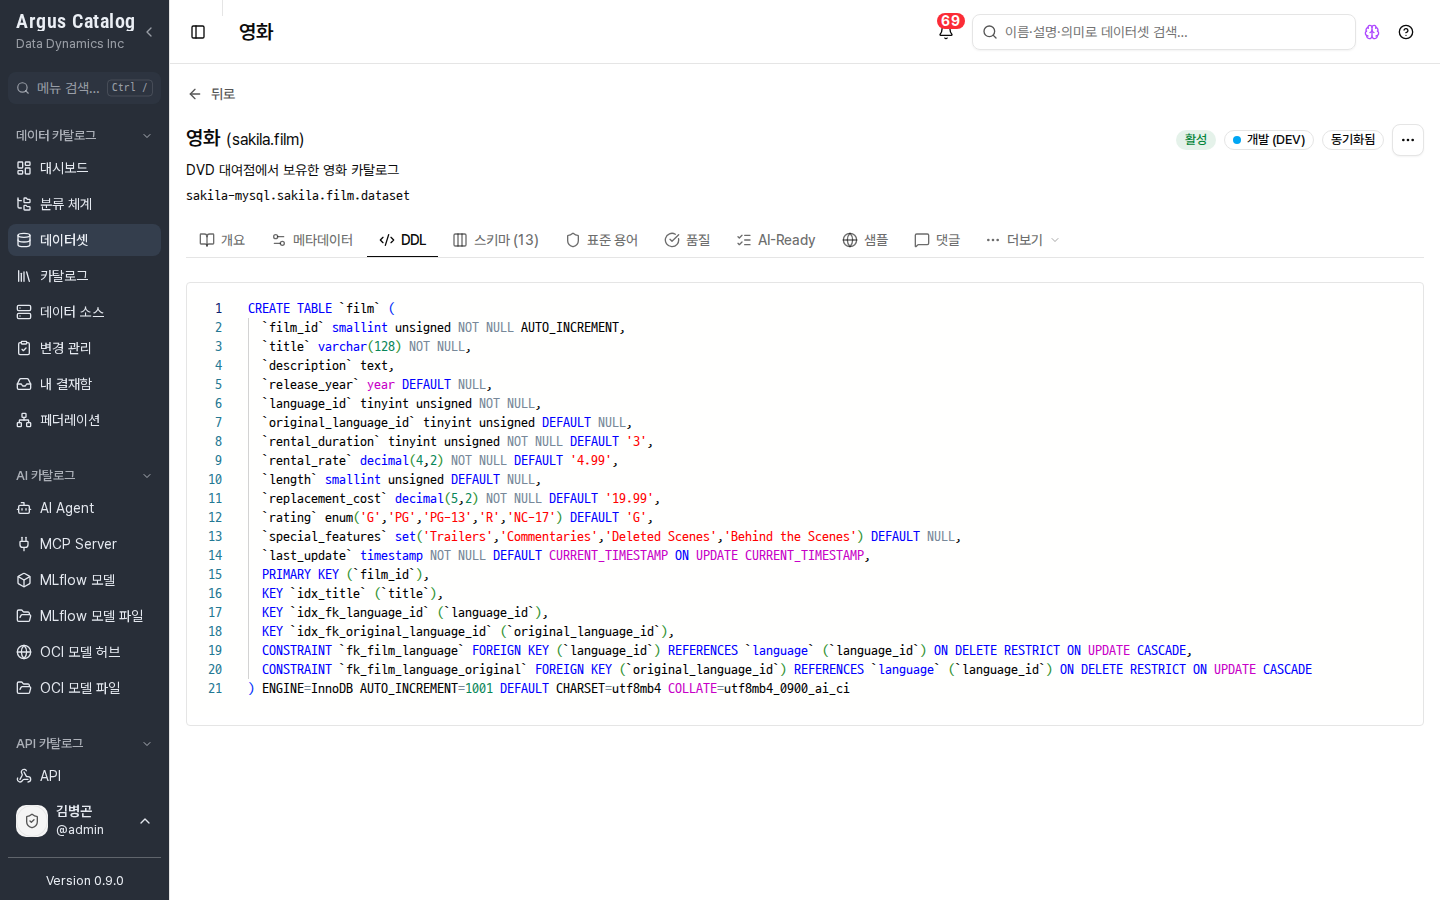 Argus Catalog
Data Dynamics Inc
메뉴 검색... Ctrl /
데이터 카탈로그
대시보드
분류 체계
데이터셋
카탈로그
데이터 소스
변경 관리
내 결재함
페더레이션
AI 카탈로그
AI Agent
MCP Server
MLflow 모델
MLflow 모델 파일
OCI 모델 허브
OCI 모델 파일
API 카탈로그
API
김병곤
@admin
Version 0.9.0
영화
69
이름·설명·의미로 데이터셋 검색...
뒤로
영화 (sakila.film)
활성
개발 (DEV)
동기화됨
DVD 대여점에서 보유한 영화 카탈로그
sakila-mysql.sakila.film.dataset
개요 메타데이터 DDL 스키마 (13) 표준 용어 품질 AI-Ready 샘플 댓글 더보기
1 CREATE TABLE `film` (
2 `film_id` smallint unsigned NOT NULL AUTO_INCREMENT,
3 `title` varchar(128) NOT NULL,
4 `description` text,
5 `release_year` year DEFAULT NULL,
6 `language_id` tinyint unsigned NOT NULL,
7 `original_language_id` tinyint unsigned DEFAULT NULL,
8 `rental_duration` tinyint unsigned NOT NULL DEFAULT '3',
9 `rental_rate` decimal(4,2) NOT NULL DEFAULT '4.99',
10 `length` smallint unsigned DEFAULT NULL,
11 `replacement_cost` decimal(5,2) NOT NULL DEFAULT '19.99',
12 `rating` enum('G','PG','PG-13','R','NC-17') DEFAULT 'G',
13 `special_features` set('Trailers','Commentaries','Deleted Scenes','Behind the Scenes') DEFAULT NULL,
14 `last_update` timestamp NOT NULL DEFAULT CURRENT_TIMESTAMP ON UPDATE CURRENT_TIMESTAMP,
15 PRIMARY KEY (`film_id`),
16 KEY `idx_title` (`title`),
17 KEY `idx_fk_language_id` (`language_id`),
18 KEY `idx_fk_original_language_id` (`original_language_id`),
19 CONSTRAINT `fk_film_language` FOREIGN KEY (`language_id`) REFERENCES `language` (`language_id`) ON DELETE RESTRICT ON UPDATE CASCADE,
20 CONSTRAINT `fk_film_language_original` FOREIGN KEY (`original_language_id`) REFERENCES `language` (`language_id`) ON DELETE RESTRICT ON UPDATE CASCADE
21 ) ENGINE=InnoDB AUTO_INCREMENT=1001 DEFAULT CHARSET=utf8mb4 COLLATE=utf8mb4_0900_ai_ci